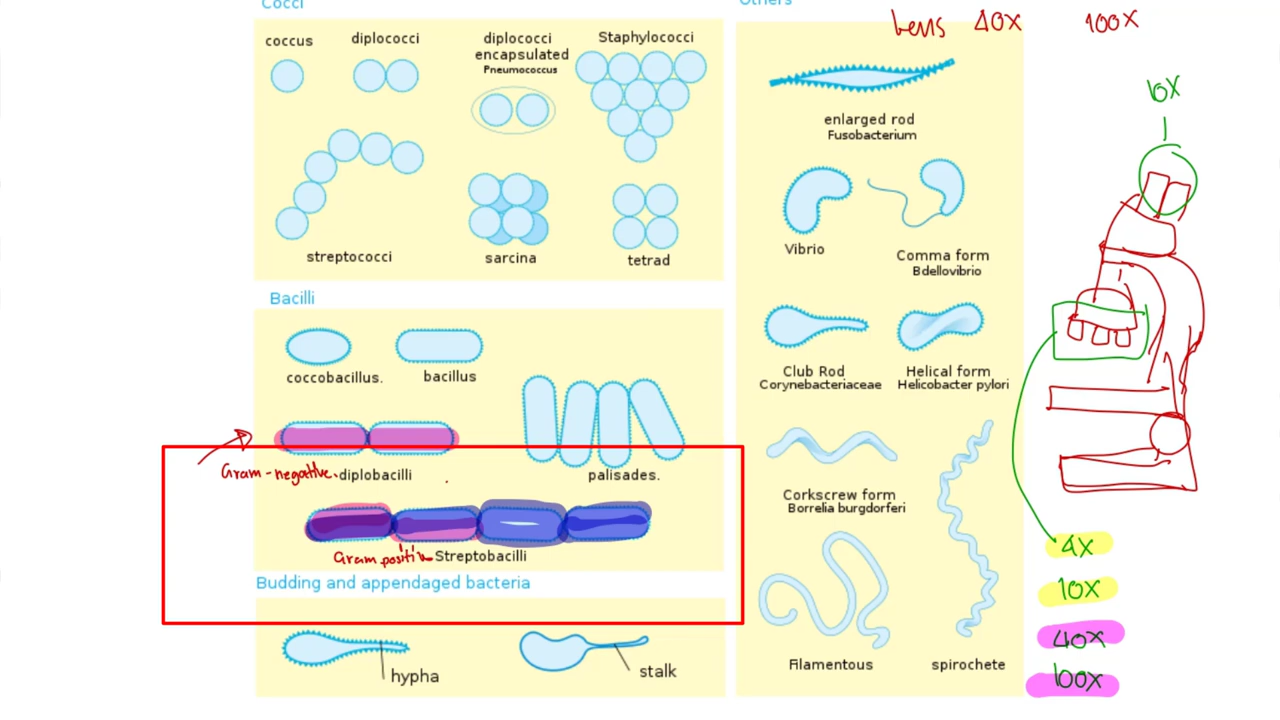 Cocci
coccus
diplococci
diplococci
encapsulated
Pneumococcus
Staphylococci
streptococci
sarcina
tetrad
Bacilli
coccobacillus.
bacillus
Gram-negative.
diplobacilli
palisades.
Gram positive
Streptobacilli
Budding and appendaged bacteria
hypha
stalk
Others
lens 40X 100X
enlarged rod
Fusobacterium
Vibrio
Comma form
Bdellovibrio
Club Rod
Corynebacteriaceae
Helical form
Helicobacter pylori
Corkscrew form
Borrelia burgdorferi
Filamentous
spirochete
10X
4X
10X
40X
100X